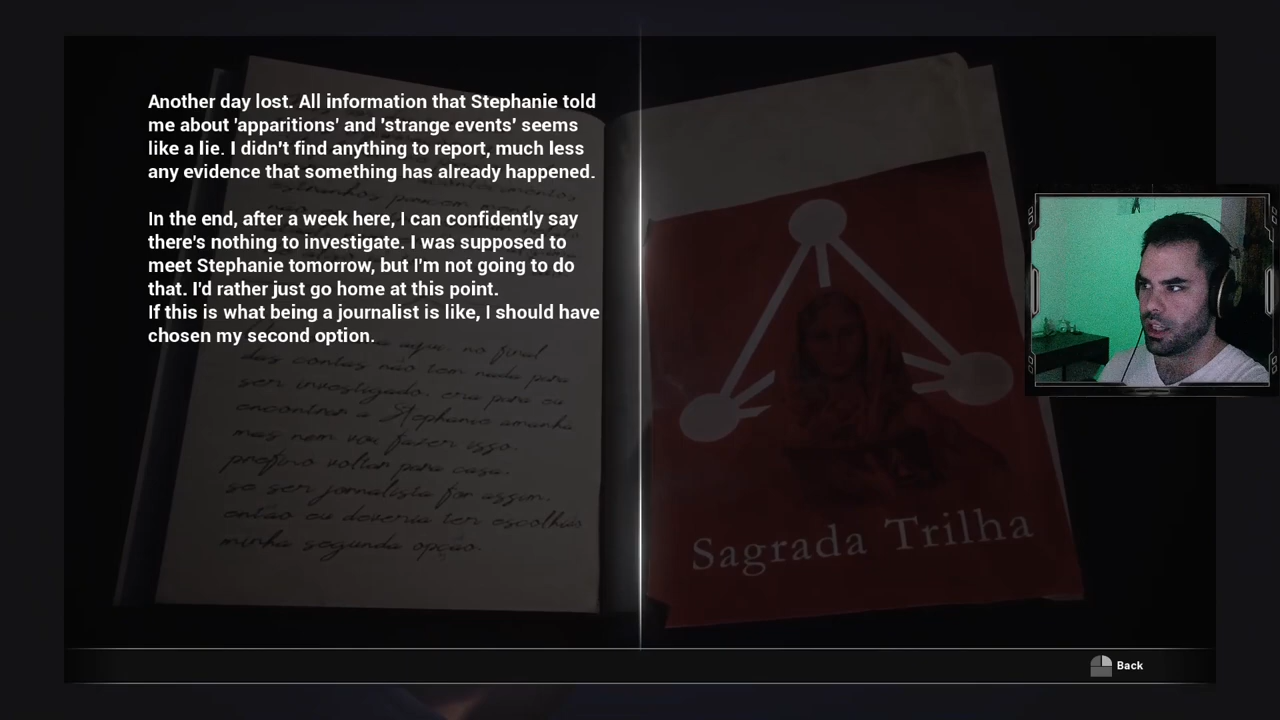 Another day lost. All information that Stephanie told
me about 'apparitions' and 'strange events' seems
like a lie. I didn't find anything to report, much less
any evidence that something has already happened.
In the end, after a week here, I can confidently say
there's nothing to investigate. I was supposed to
meet Stephanie tomorrow, but I'm not going to do
that. I'd rather just go home at this point.
If this is what being a journalist is like, I should have
chosen my second option.
aqui. no final
das contas não tem nada para
ser investigado. era para eu
encontrar a Stephanie amanhã
mas nem vou fazer isso.
prefiro voltar para casa.
se ser jornalista for assim.
então eu deveria ter escolhido
minha segunda opção.
Sagrada Trilha
Back